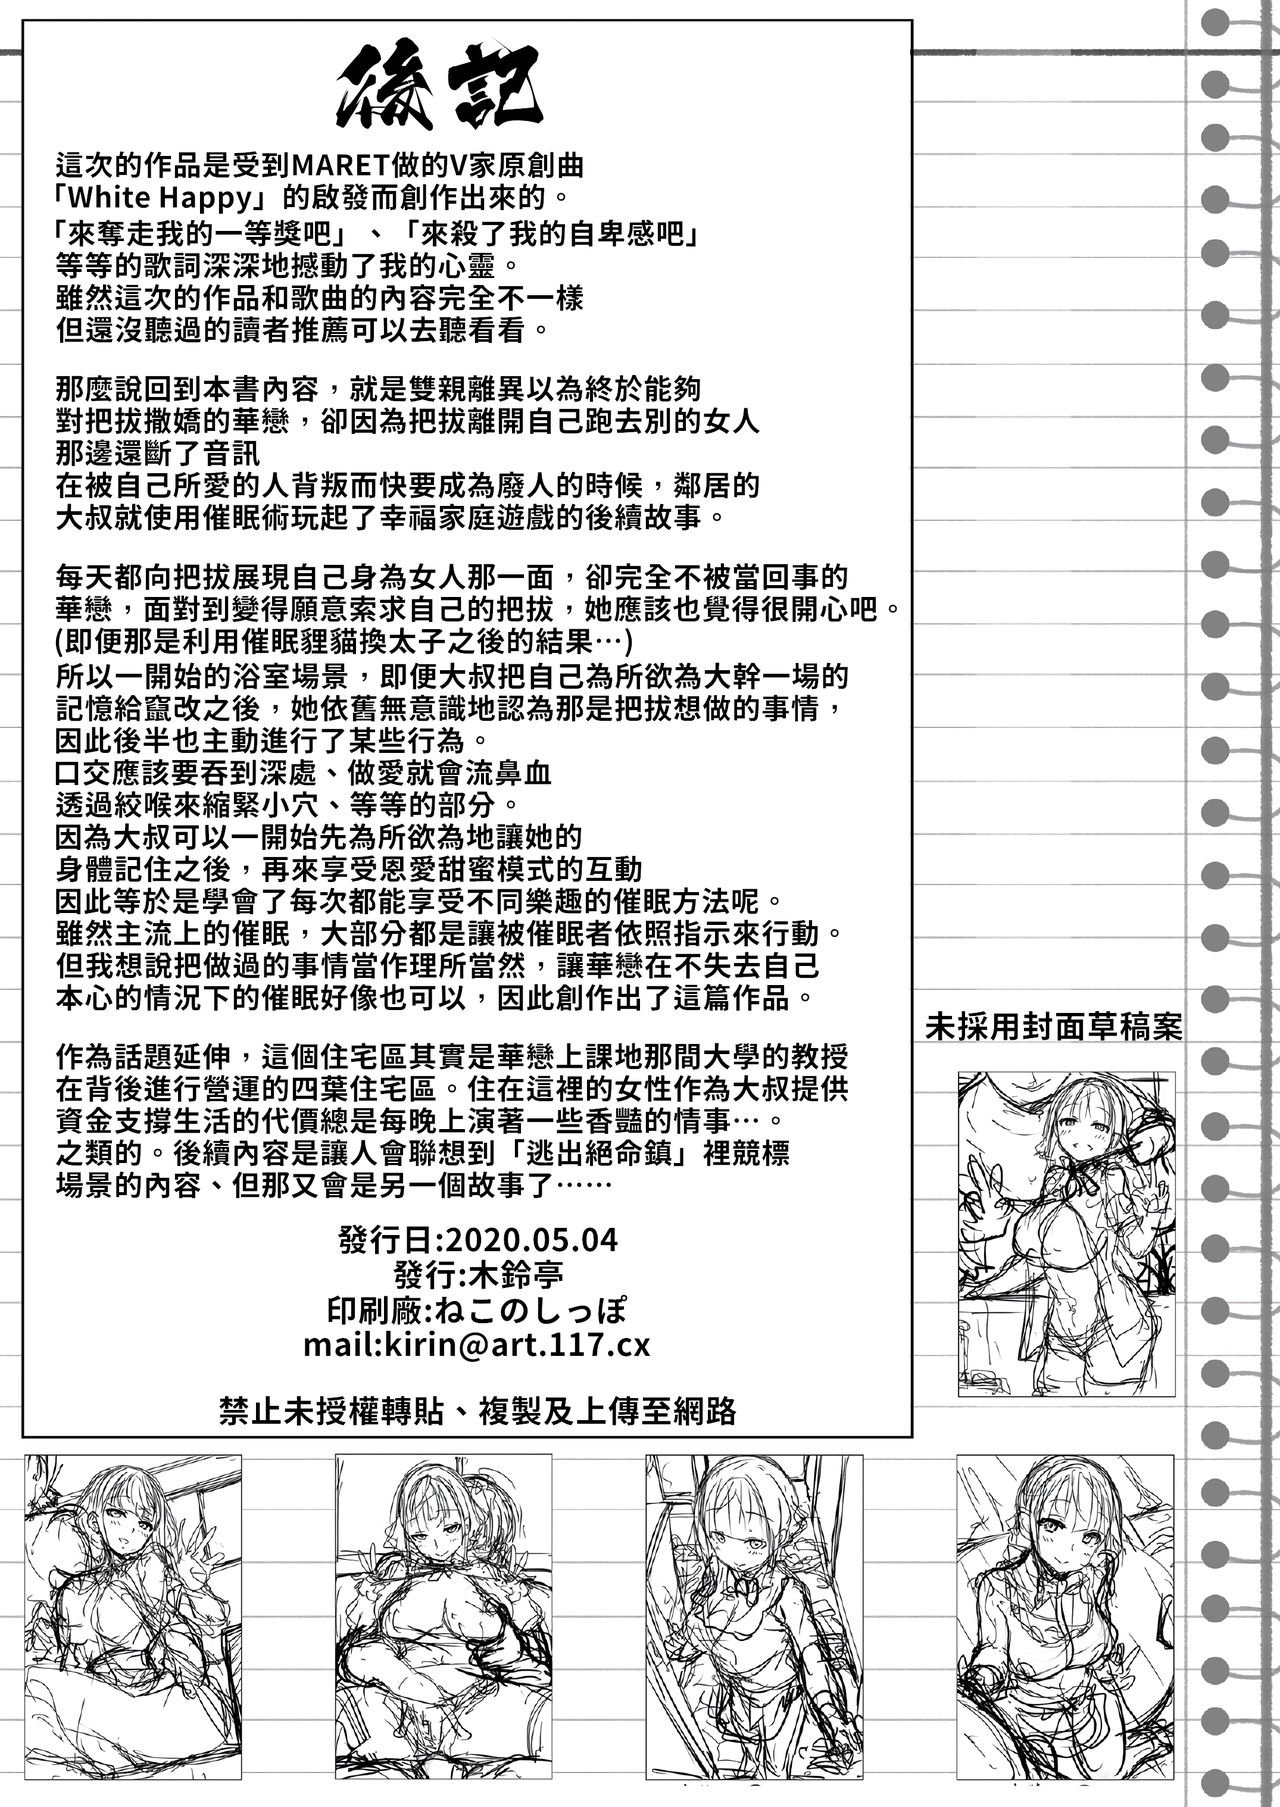 後記
這次的作品是受到MARET做的V家原創曲
「White Happy」的啟發而創作出來的。
「來奪走我的一等獎吧」、「來殺了我的自卑感吧」
等等的歌詞深深地撼動了我的心靈。
雖然這次的作品和歌曲的內容完全不一樣
但還沒聽過的讀者推薦可以去聽看看。
那麼說回到本書內容，就是雙親離異以為終於能夠
對把拔撒嬌的華戀，卻因為把拔離開自己跑去別的女人
那邊還斷了音訊
在被自己所愛的人背叛而快要成為廢人的時候，鄰居的
大叔就使用催眠術玩起了幸福家庭遊戲的後續故事。
每天都向把拔展現自己身為女人那一面，卻完全不被當回事的
華戀，面對到變得願意索求自己的把拔，她應該也覺得很開心吧。
(即便那是利用催眠貍貓換太子之後的結果…)
所以一開始的浴室場景，即便大叔把自己為所欲為大幹一場的
記憶給竄改之後，她依舊無意識地認為那是把拔想做的事情，
因此後半也主動進行了某些行為。
口交應該要吞到深處、做愛就會流鼻血
透過絞喉來縮緊小穴、等等的部分。
因為大叔可以一開始先為所欲為地讓她的
身體記住之後，再來享受恩愛甜蜜模式的互動
因此等於是學會了每次都能享受不同樂趣的催眠方法呢。
雖然主流上的催眠，大部分都是讓被催眠者依照指示來行動。
但我想說把做過的事情當作理所當然，讓華戀在不失去自己
本心的情況下的催眠好像也可以，因此創作出了這篇作品。
作為話題延伸，這個住宅區其實是華戀上課地那間大學的教授
在背後進行營運的四葉住宅區。住在這裡的女性作為大叔提供
資金支撐生活的代價總是每晚上演著一些香豔的情事…。
之類的。後續內容是讓人會聯想到「逃出絕命鎮」裡競標
場景的內容、但那又會是另一個故事了……
發行日:2020.05.04
發行:木鈴亭
印刷廠:ねこのしっぽ
mail:kirin@art.117.cx
禁止未授權轉貼、複製及上傳至網路
未採用封面草稿案